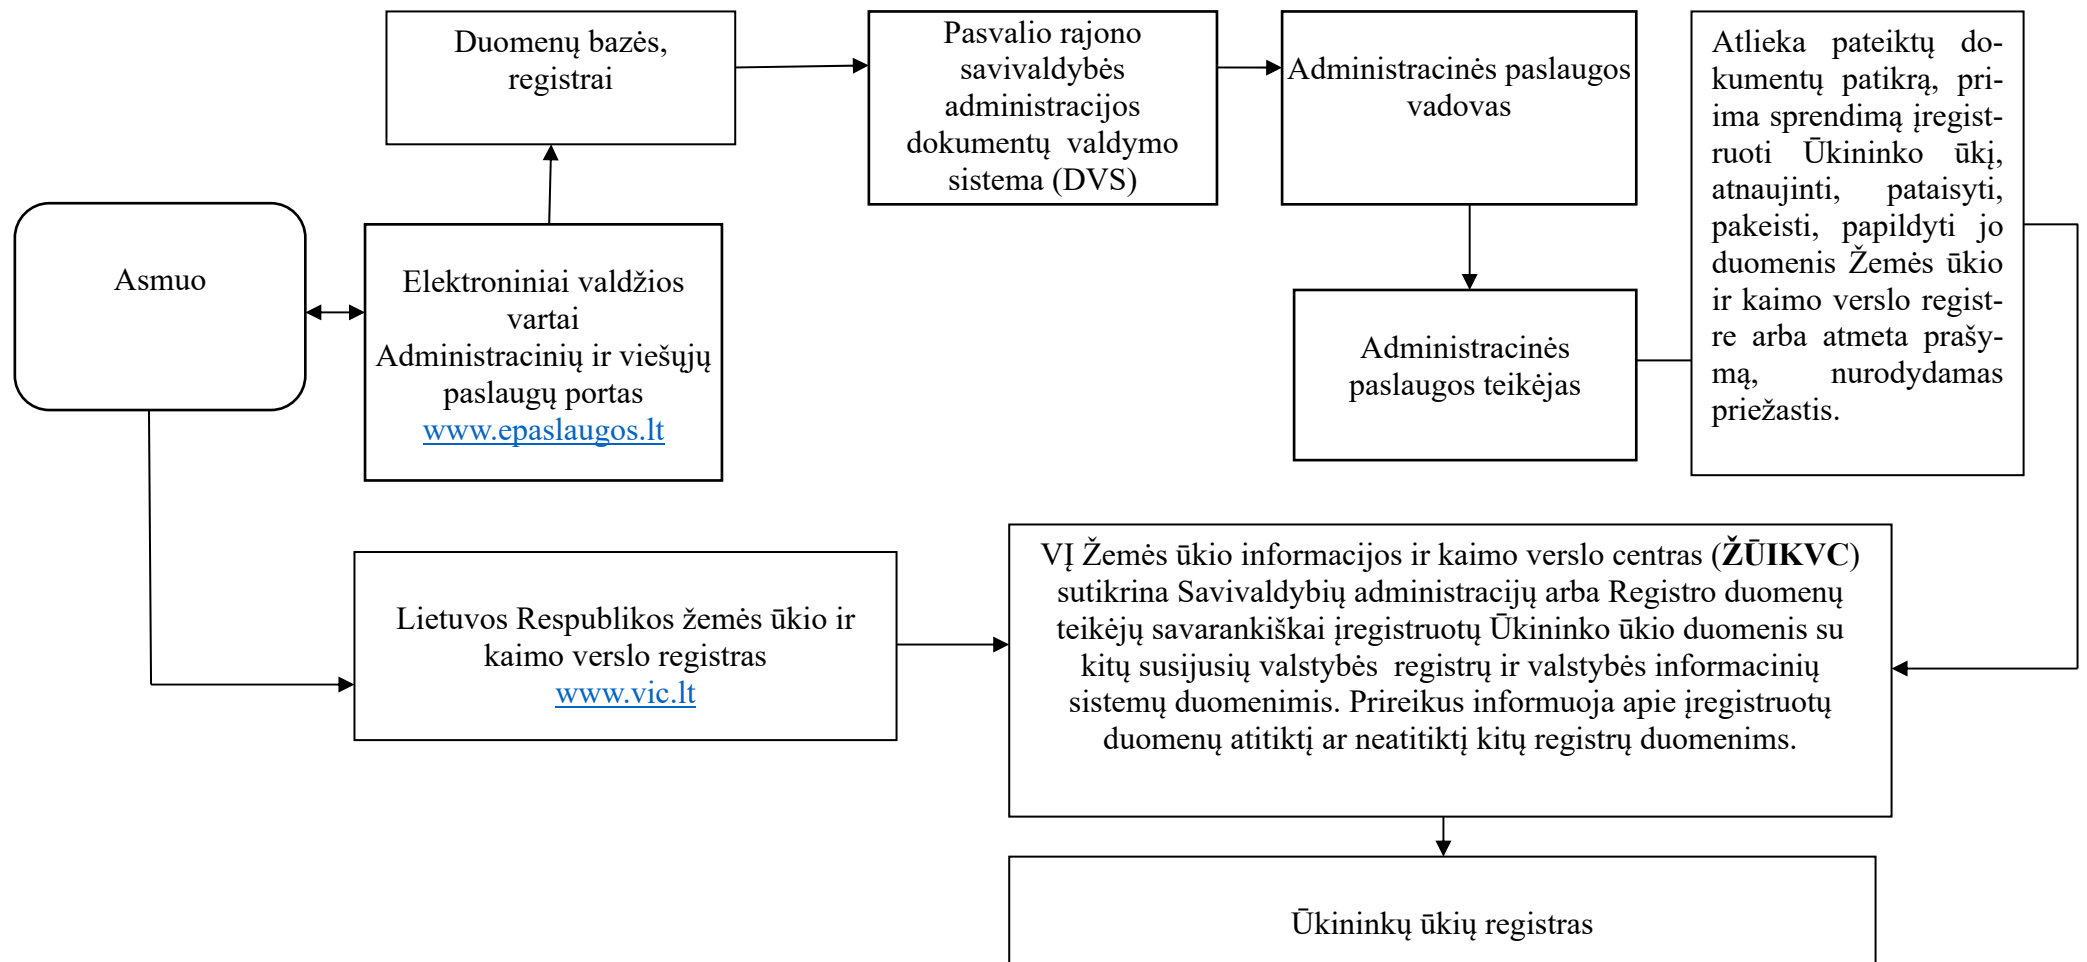 Duomenų bazės,
registrai
Pasvalio rajono
savivaldybės
administracijos
dokumentų valdymo
sistema (DVS)
Administracinės paslaugos
vadovas
Atlieka pateiktų do-
kumentų patikrą, pri-
ima sprendimą įregist-
ruoti Ūkininko ūkį,
atnaujinti, pataisyti,
pakeisti, papildyti jo
duomenis Žemės ūkio
ir kaimo verslo regist-
re arba atmeta prašy-
mą, nurodydamas
priežastis.
Asmuo
Elektroniniai valdžios
vartai
Administracinių ir viešųjų
paslaugų portas
www.epaslaugos.lt
Administracinės
paslaugos teikėjas
Lietuvos Respublikos žemės ūkio ir
kaimo verslo registras
www.vic.lt
VĮ Žemės ūkio informacijos ir kaimo verslo centras (ŽŪIKVC)
sutikrina Savivaldybių administracijų arba Registro duomenų
teikėjų savarankiškai įregistruotų Ūkininko ūkio duomenis su
kitų susijusių valstybės registrų ir valstybės informacinių
sistemų duomenimis. Prireikus informuoja apie įregistruotų
duomenų atitiktį ar neatitiktį kitų registrų duomenims.
Ūkininkų ūkių registras